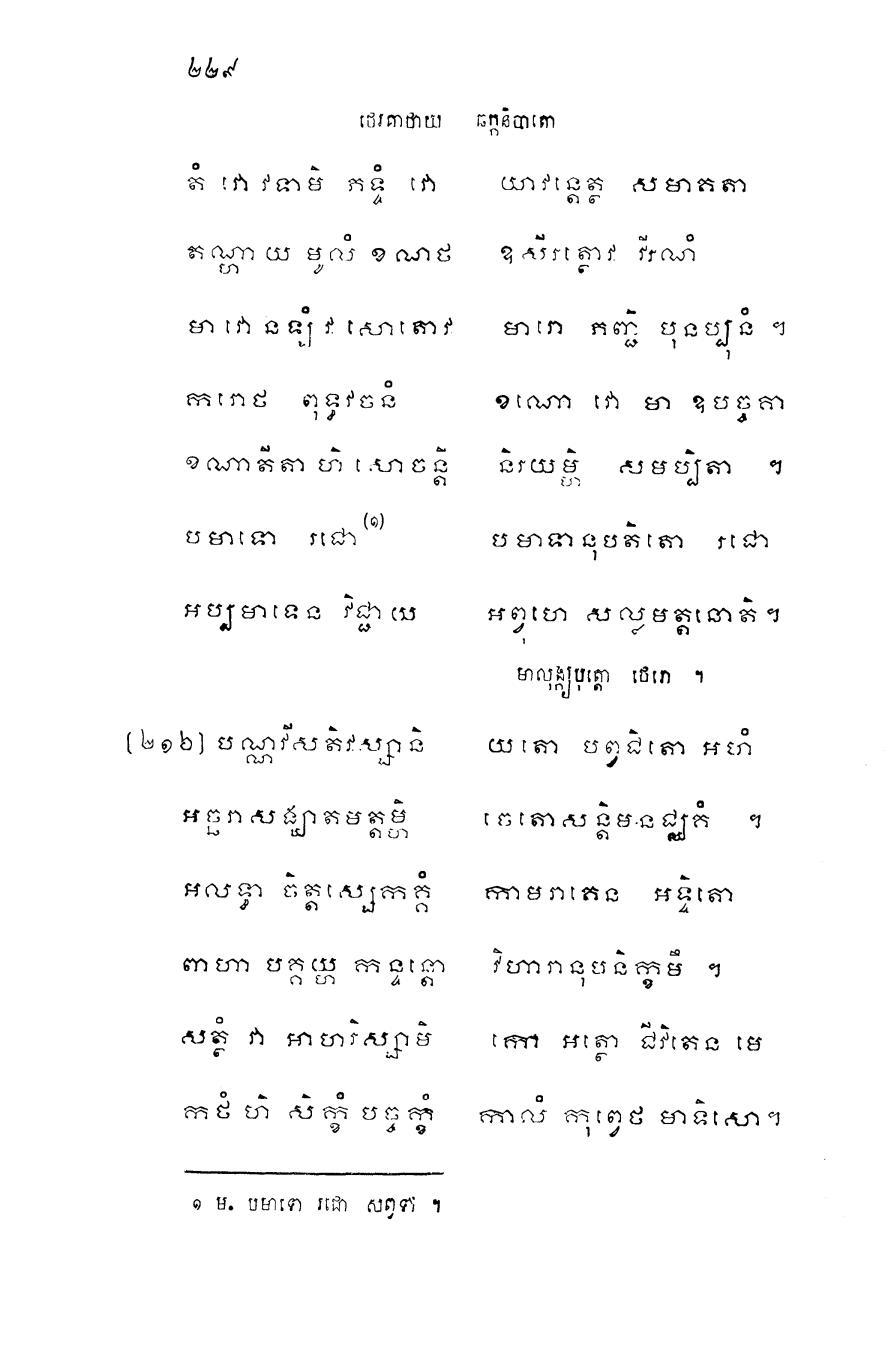 ២២៩
ថេរគាថាយ ឆក្កនិបាតោ
តំ វោ វទាមិ ភទ្ទំ វោ យាវន្តេត្ថ សមាគតា
តណ្ហាយ មូលំ ខណថ ឧសីរត្ថោវ វីរណំ
មា វោ នឡំវ សោតោវ មារោ ភញ្ជិ បុនប្បុនំ ។
ករោថ ពុទ្ធវចនំ ខណោ វោ មា ឧបច្ចគា
ខណាតីតា ហិ សោចន្តិ និរយម្ហិ សមប្បិតា ។
បមាទោ រជោ (១) បមាទានុបតិតោ រជោ
អប្បមាទេន វិជ្ជាយ អព្វុហេ សល្លមត្តនោតិ។
មាលុង្ក្យបុត្តោ ថេរោ ។
(២១២) បណ្ណវីសតិវស្សានិ យតោ បព្វជិតោ អហំ
អច្ឆរាសង្ឃាតមត្តម្ហិ ចេតោសន្តិមនជ្ឈគំ ។
អលទ្ធា ចិត្តស្សេកគ្គំ កាមរាគេន អទ្ទិតោ
ពាហា បគ្គយ្ហ កន្ទន្តោ វិហារានុបនិក្ខមឹ ។
សត្ថំ វា អាហរិស្សាមិ កោ អត្ថោ ជីវិតេន មេ
កថំ ហិ សិក្ខំ បច្ចក្ខំ កាលំ កុព្វេថ មាទិសោ។
១ ម. បមាទោ រជោ សព្វទា ។